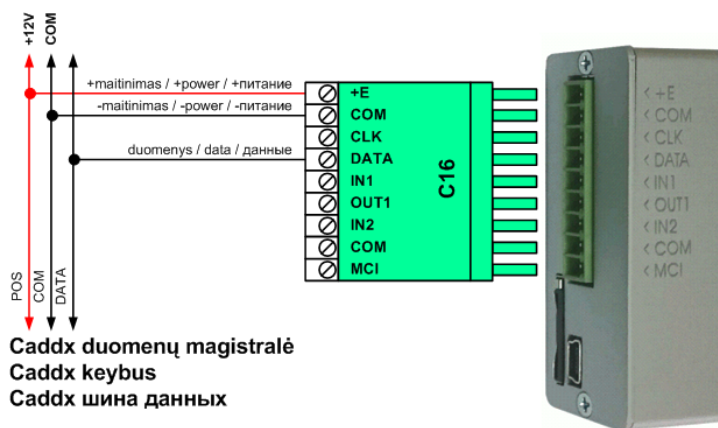 +12V
COM
+maitinimas / +power / +питание
-maitinimas / -power / -питание
duomenys / data / данные
+E
COM
CLK
DATA
IN1
OUT1
IN2
COM
MCI
C16
< +E
< COM
< CLK
< DATA
< IN1
< OUT1
< IN2
< COM
< MCI
POS
COM
DATA
Caddx duomenų magistralė
Caddx keybus
Caddx шина данных